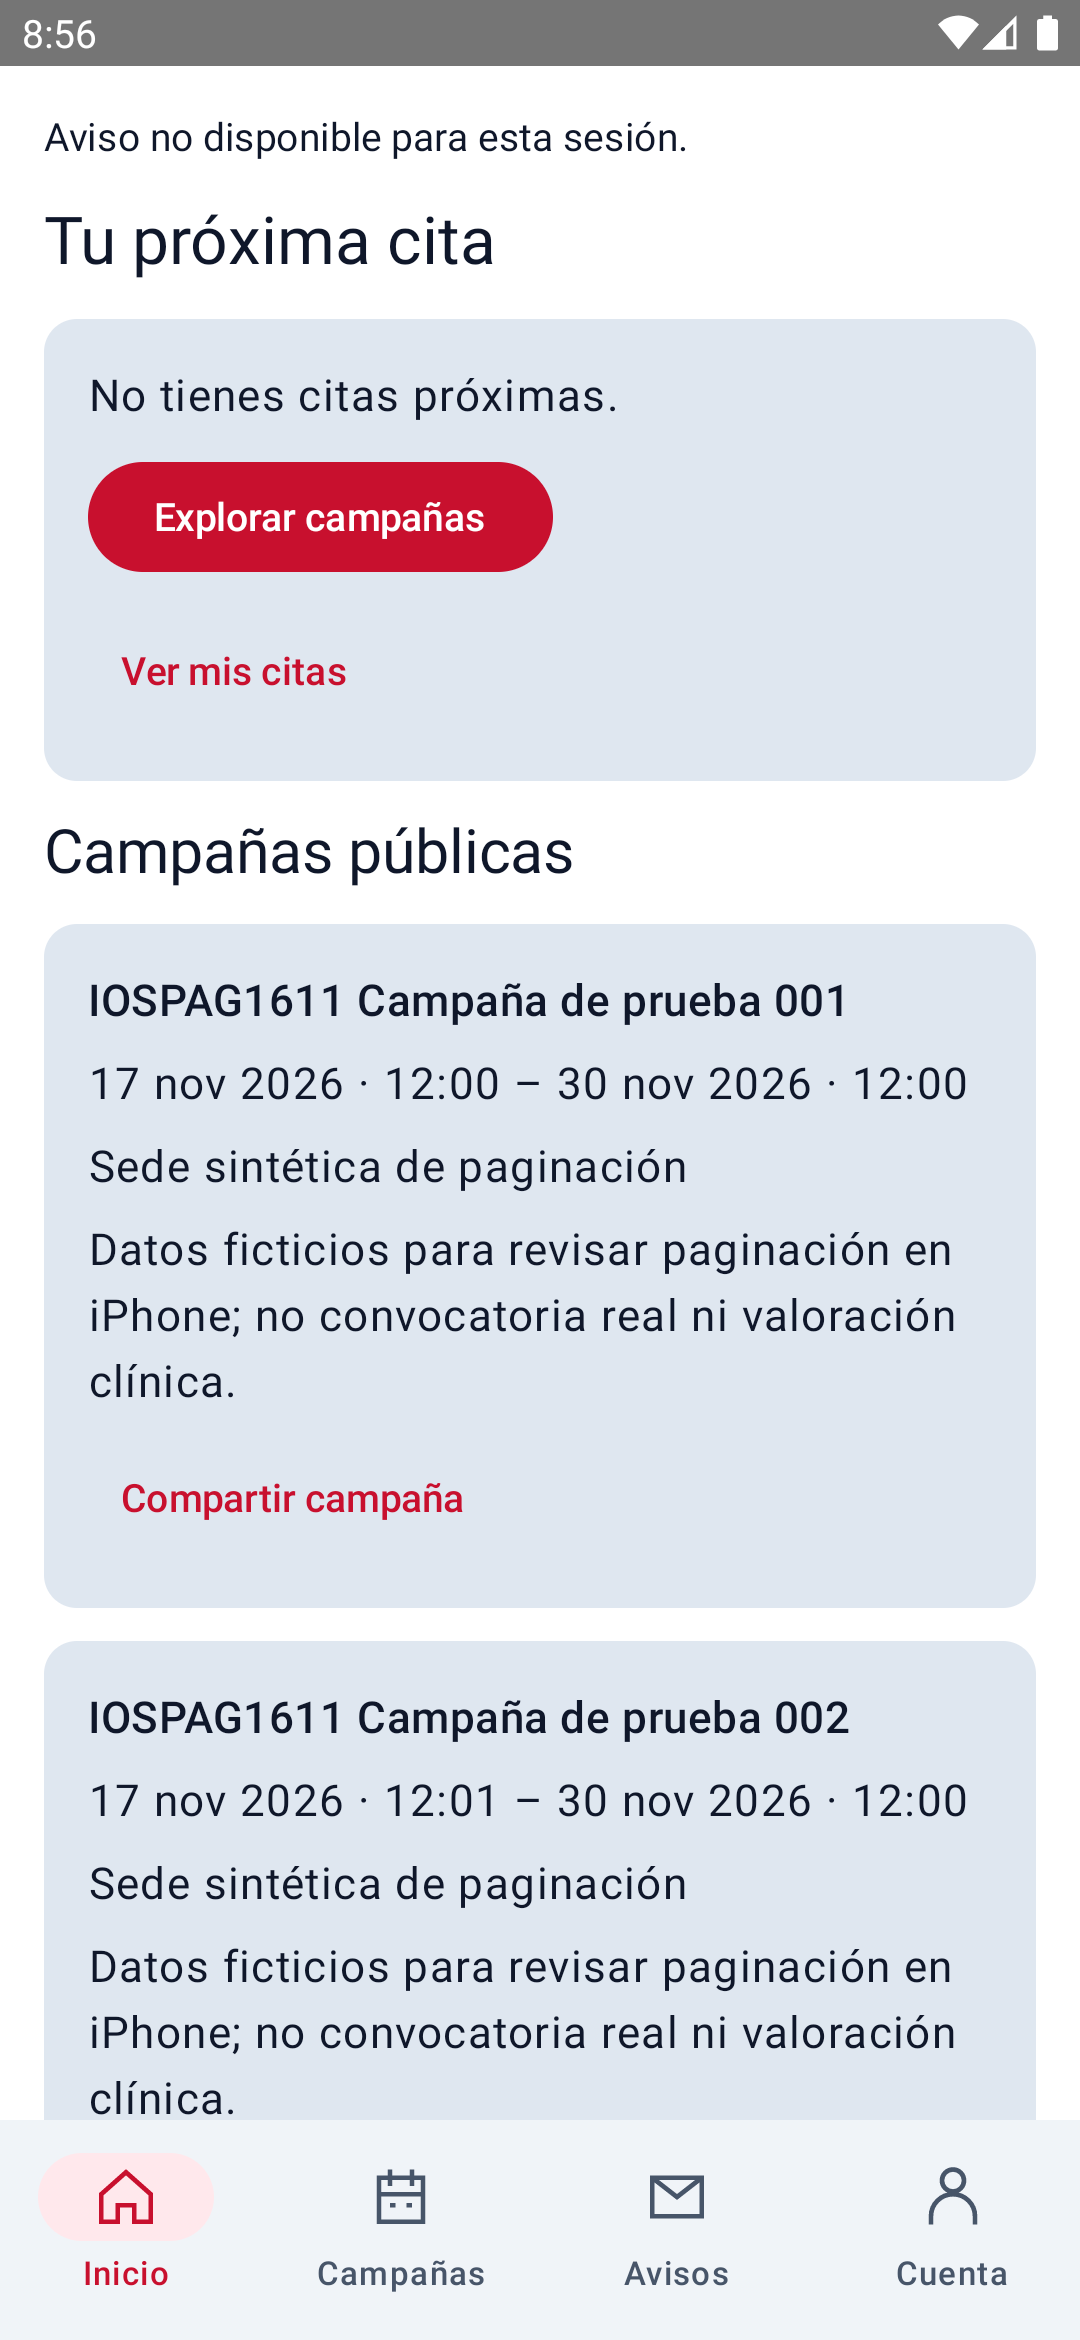 8:56
Aviso no disponible para esta sesión.
Tu próxima cita
No tienes citas próximas.
Explorar campañas
Ver mis citas
Campañas públicas
IOSPAG1611 Campaña de prueba 001
17 nov 2026 · 12:00 – 30 nov 2026 · 12:00
Sede sintética de paginación
Datos ficticios para revisar paginación en
iPhone; no convocatoria real ni valoración
clínica.
Compartir campaña
IOSPAG1611 Campaña de prueba 002
17 nov 2026 · 12:01 – 30 nov 2026 · 12:00
Sede sintética de paginación
Datos ficticios para revisar paginación en
iPhone; no convocatoria real ni valoración
clínica.
Inicio
Campañas
Avisos
Cuenta